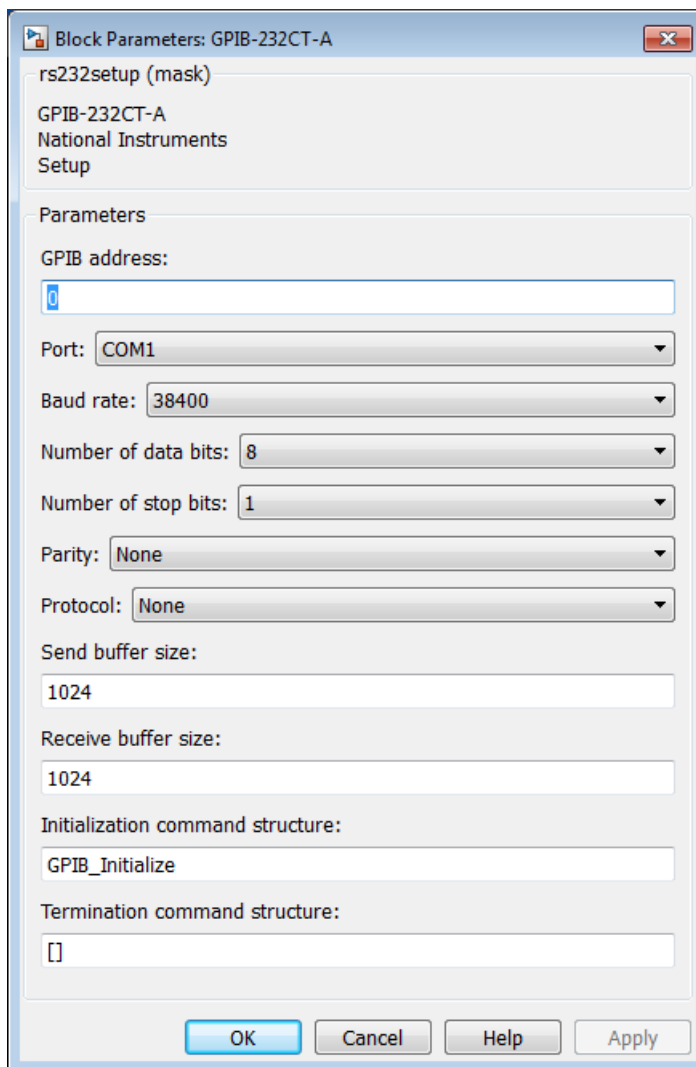 Block Parameters: GPIB-232CT-A
rs232setup (mask)
GPIB-232CT-A
National Instruments
Setup
Parameters
GPIB address:
0
Port: COM1
Baud rate: 38400
Number of data bits: 8
Number of stop bits: 1
Parity: None
Protocol: None
Send buffer size:
1024
Receive buffer size:
1024
Initialization command structure:
GPIB_Initialize
Termination command structure:
[]
OK Cancel Help Apply